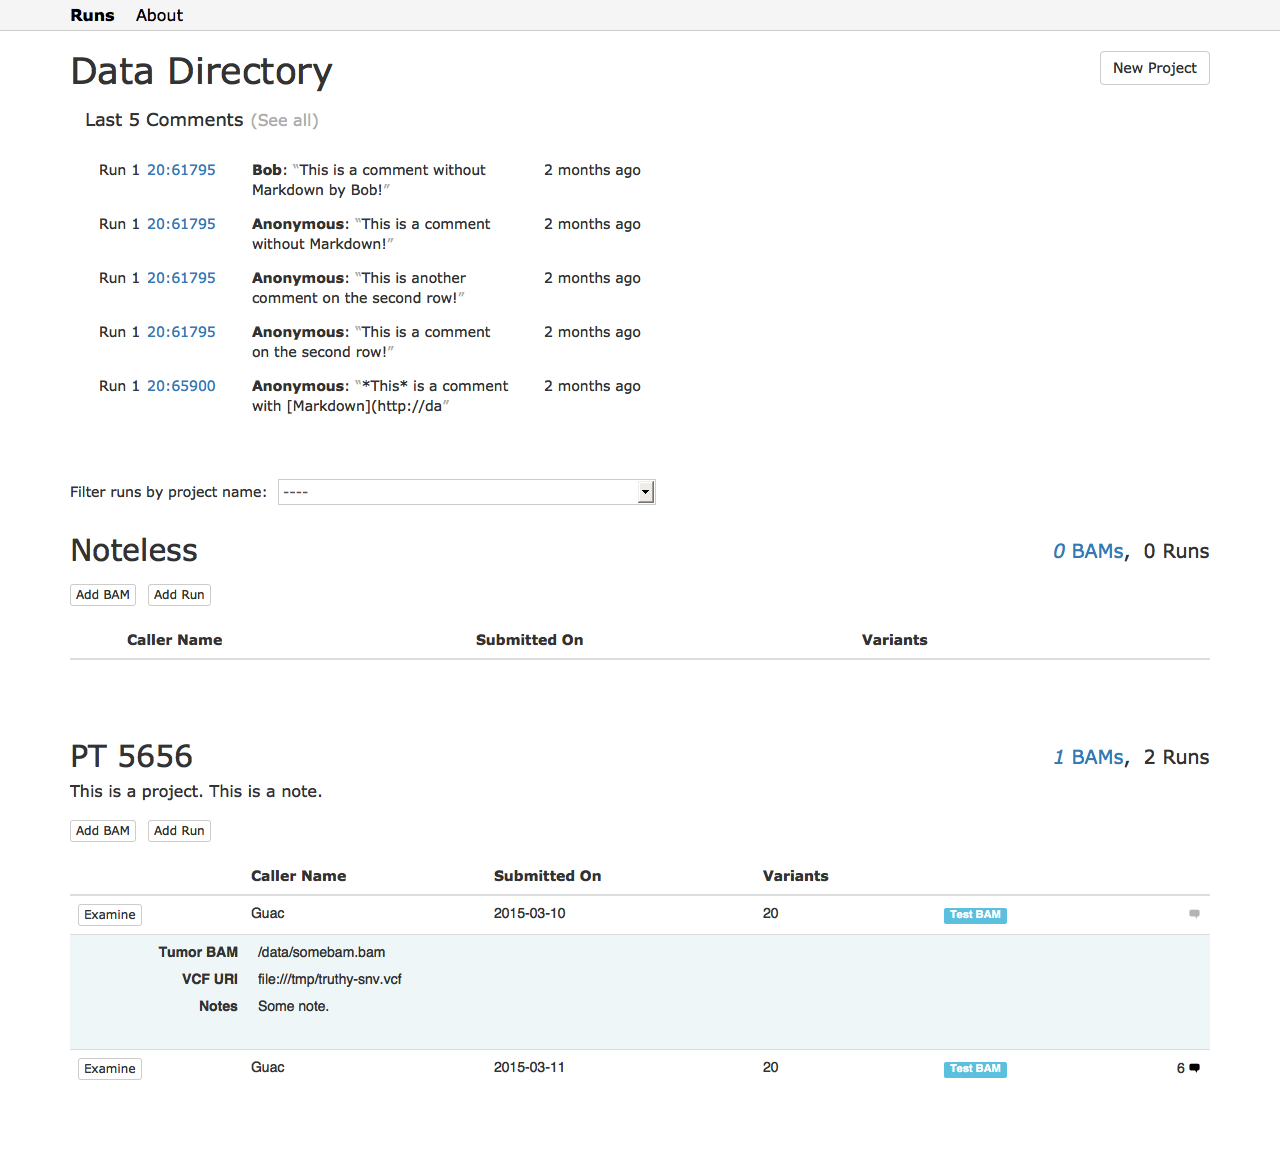 Runs About
Data Directory
New Project
Last 5 Comments (See all)
Run 1 20:61795 Bob: "This is a comment without 2 months ago
Markdown by Bob!"
Run 1 20:61795 Anonymous: "This is a comment 2 months ago
without Markdown!"
Run 1 20:61795 Anonymous: "This is another 2 months ago
comment on the second row!"
Run 1 20:61795 Anonymous: "This is a comment 2 months ago
on the second row!"
Run 1 20:65900 Anonymous: "*This* is a comment 2 months ago
with [Markdown](http://da"
Filter runs by project name: ----
Noteless 0 BAMs, 0 Runs
Add BAM Add Run
Caller Name Submitted On Variants
PT 5656 1 BAMs, 2 Runs
This is a project. This is a note.
Add BAM Add Run
Caller Name Submitted On Variants
Examine Guac 2015-03-10 20 Test BAM
Tumor BAM /data/somebam.bam
VCF URI file:///tmp/truthy-snv.vcf
Notes Some note.
Examine Guac 2015-03-11 20 Test BAM 6